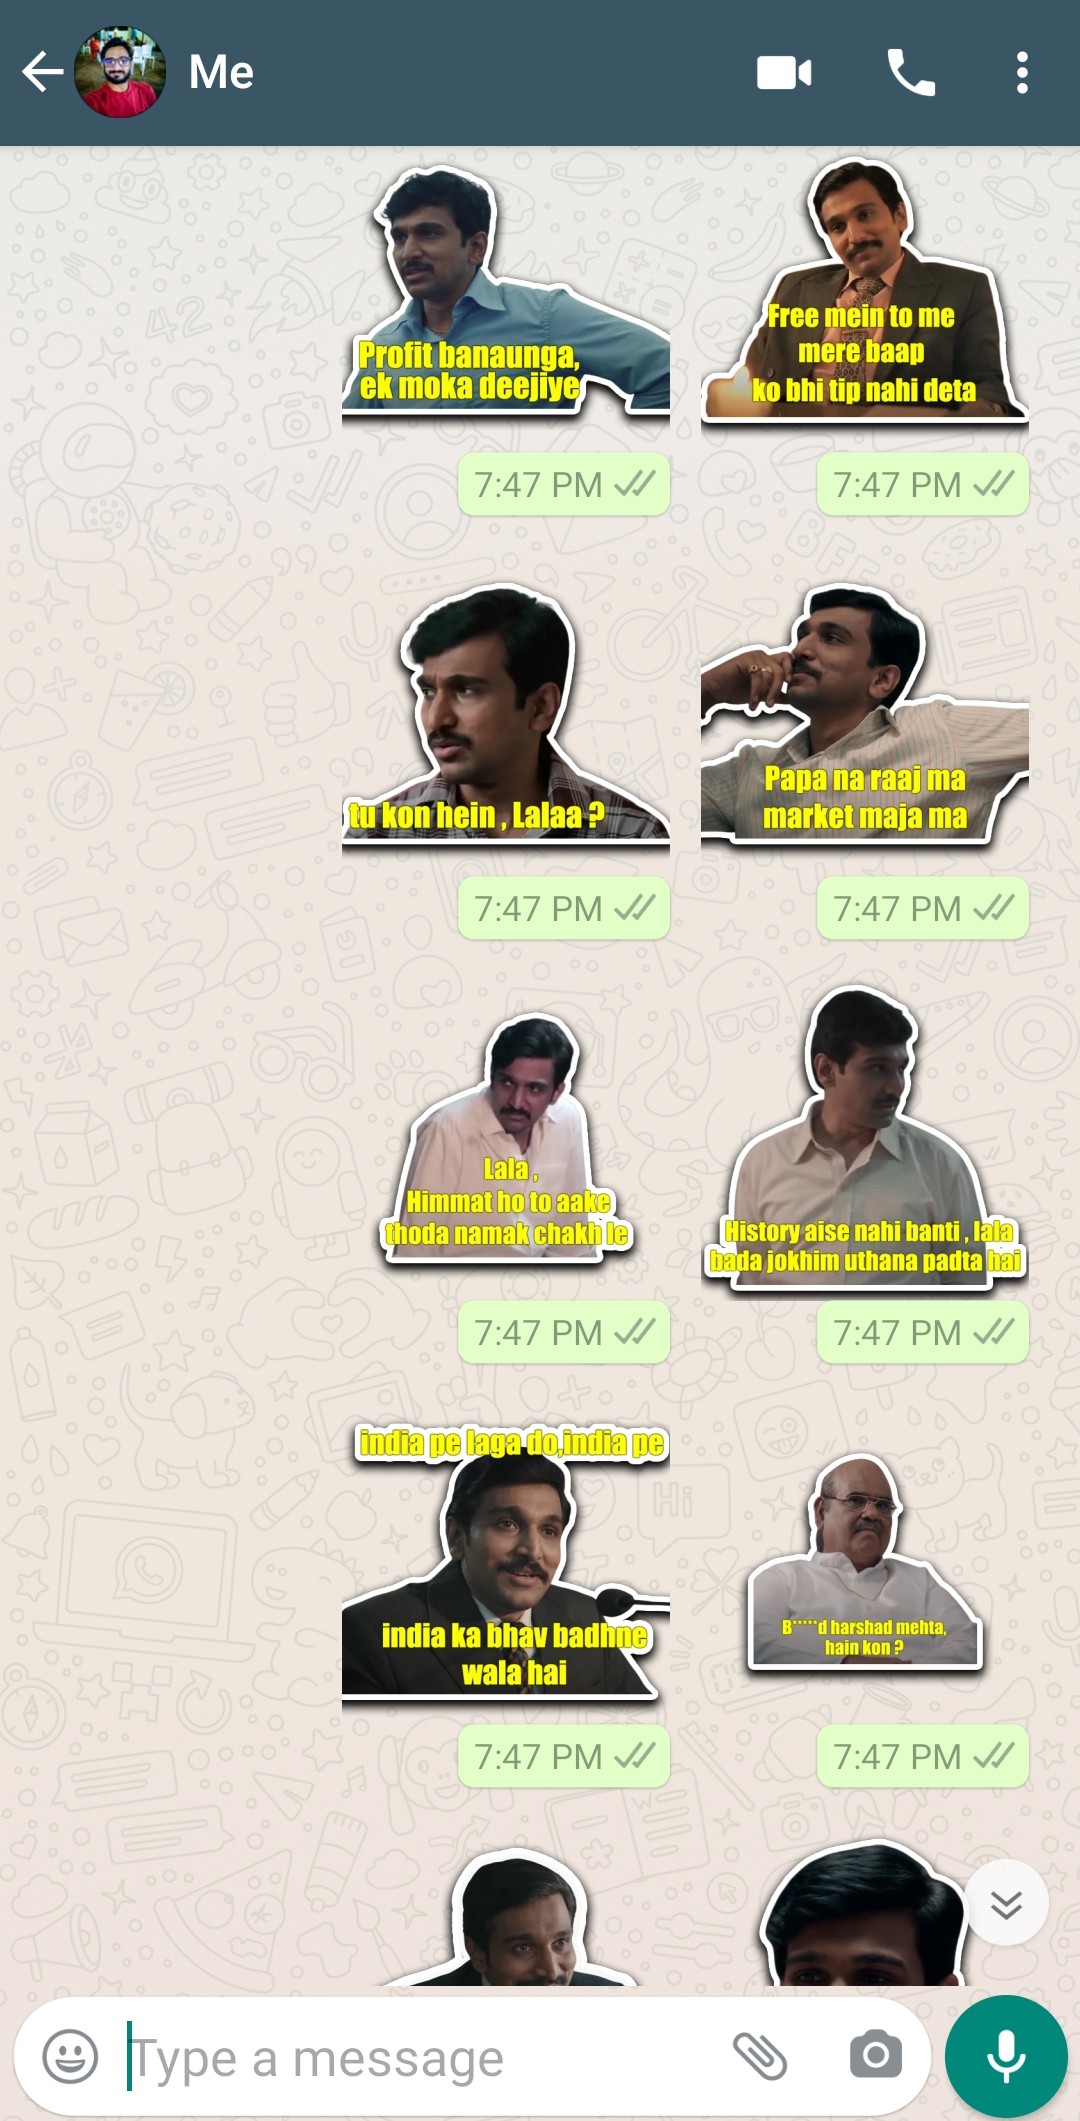 Me
Profit banaunga,
ek moka deejiye
Free mein to me
mere baap
ko bhi tip nahi deta
7:47 PM
7:47 PM
tu kon hein , Lalaa ?
Papa na raaj ma
market maja ma
7:47 PM
7:47 PM
Lala ,
Himmat ho to aake
thoda namak chakh le
History aise nahi banti , lala
bada jokhim uthana padta hai
7:47 PM
7:47 PM
india pe laga do,india pe
india ka bhav badhne
wala hai
B*****d harshad mehta,
hain kon ?
7:47 PM
7:47 PM
Type a message